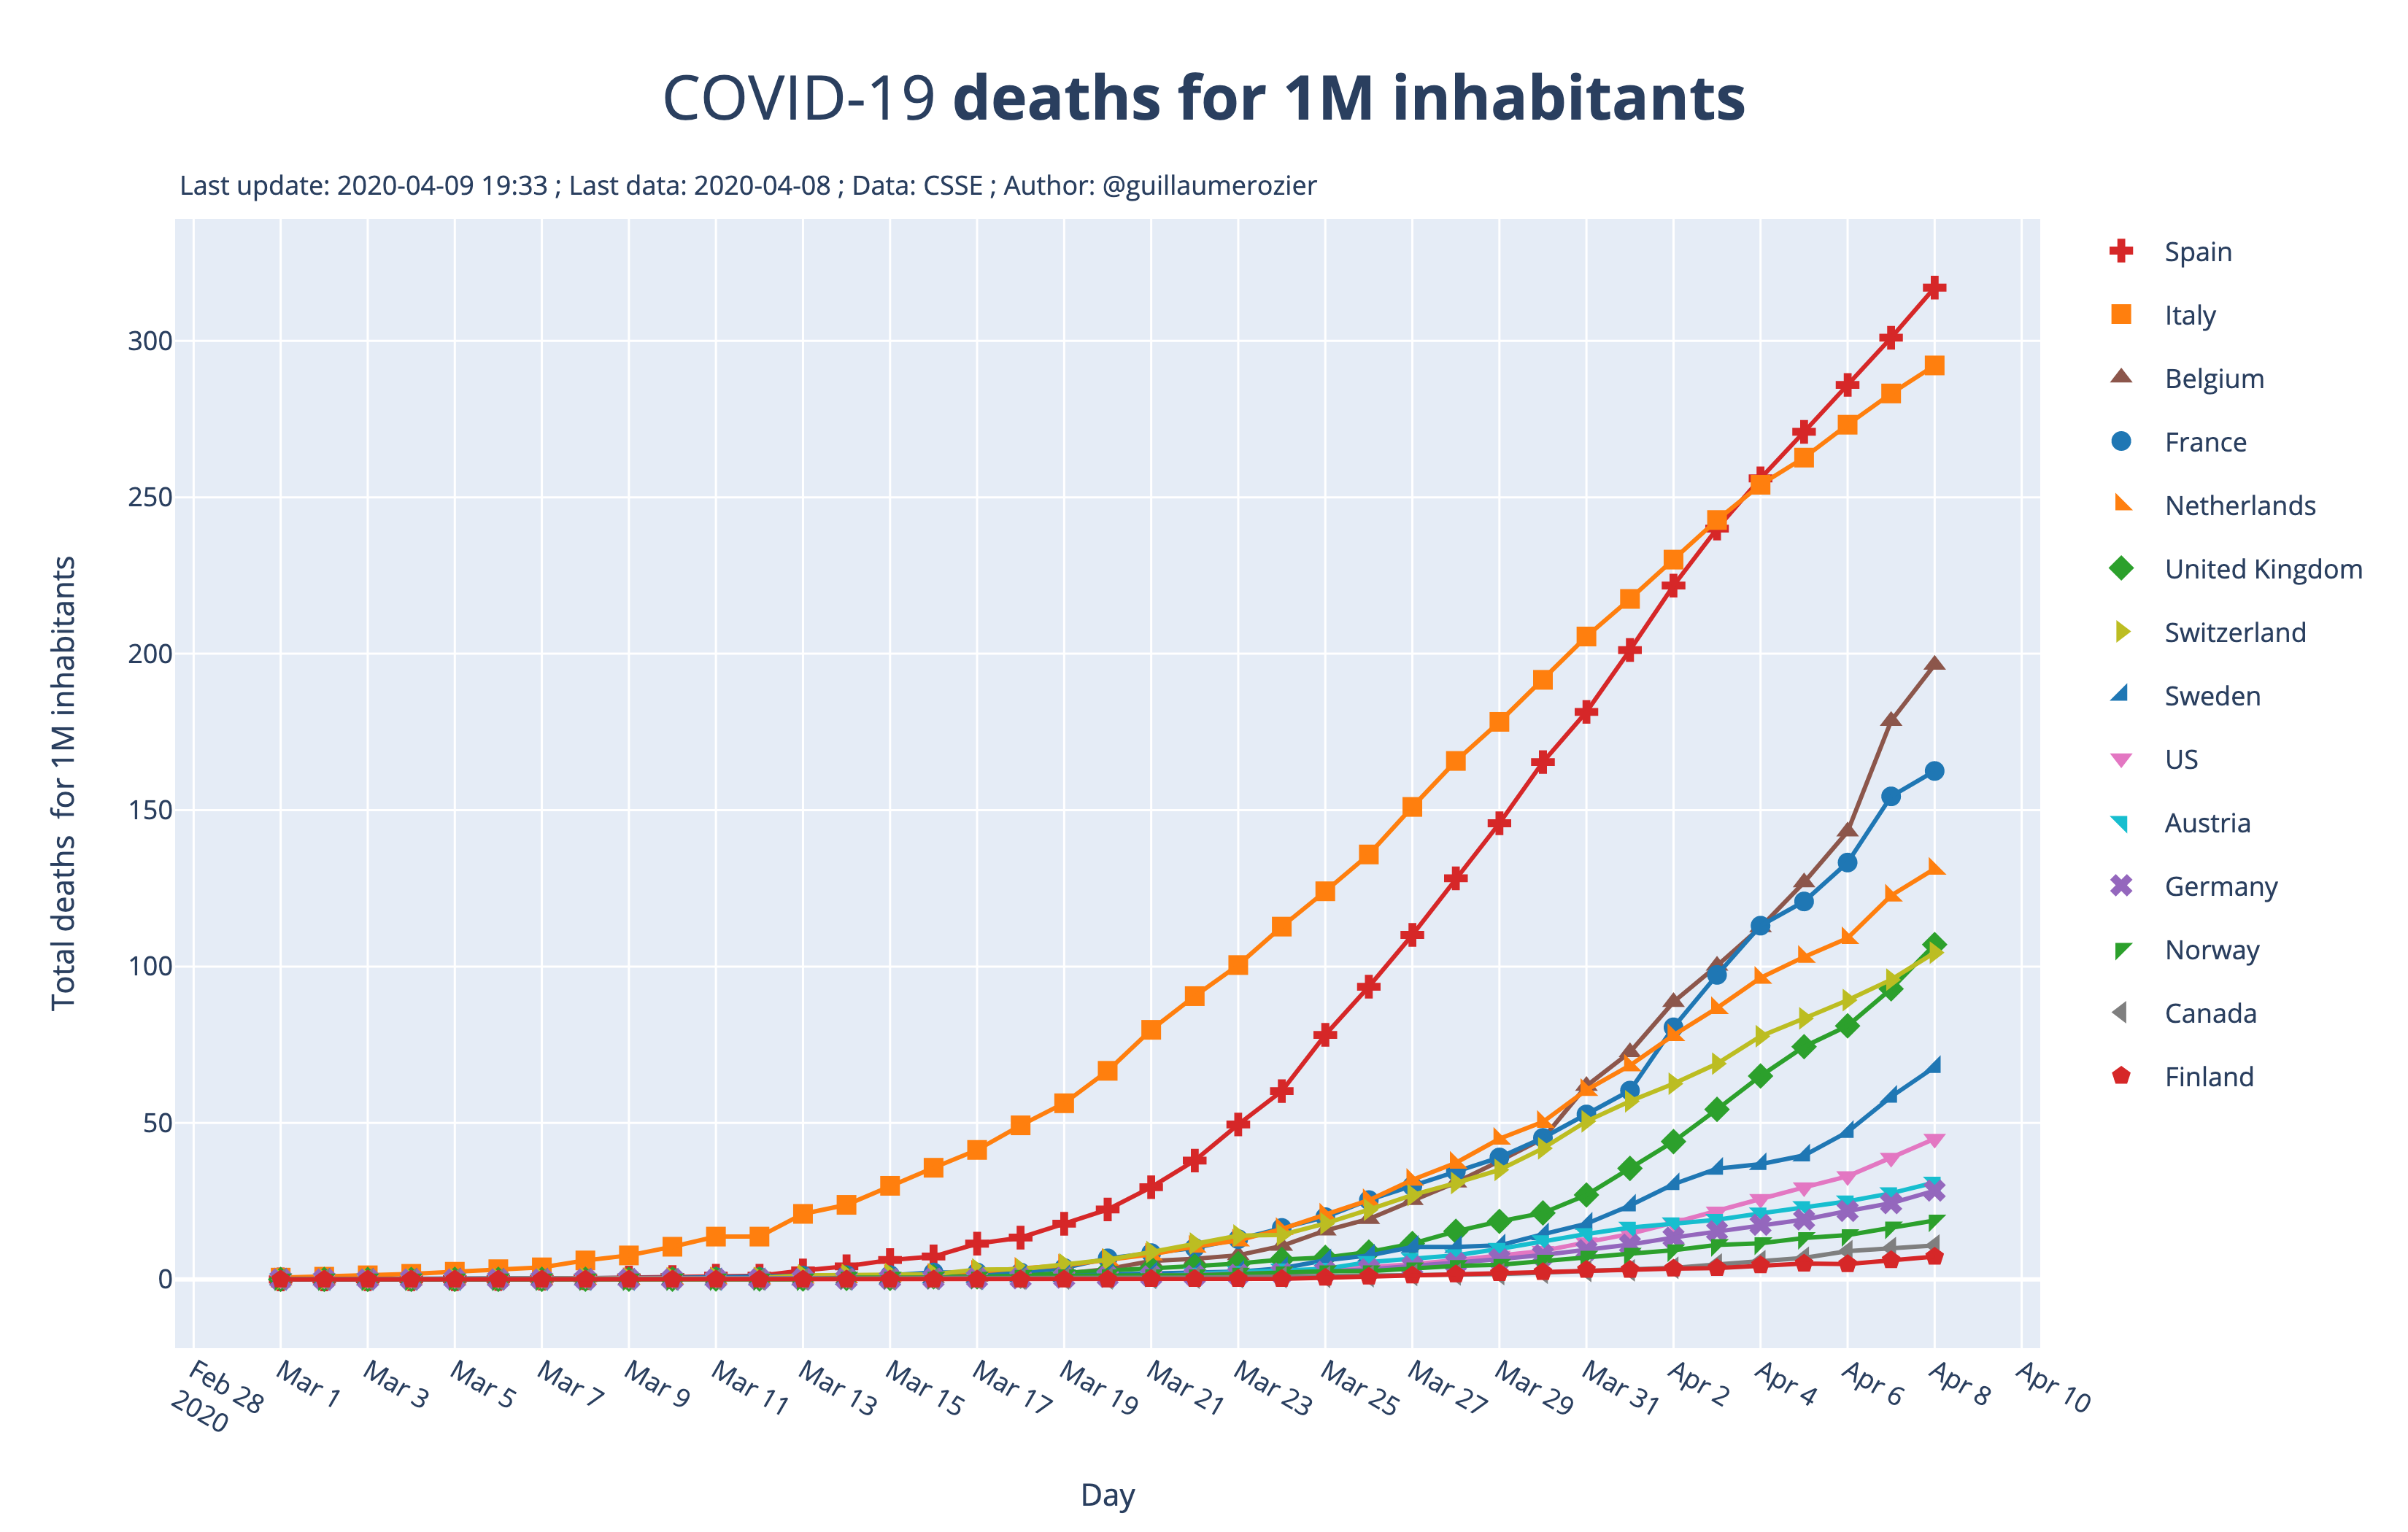 COVID-19 deaths for 1M inhabitants
Last update: 2020-04-09 19:33 ; Last data: 2020-04-08 ; Data: CSSE ; Author: @guillaumerozier
Total deaths for 1M inhabitants
300
250
200
150
100
50
0
Feb 28
2020
Mar 1
Mar 3
Mar 5
Mar 7
Mar 9
Mar 11
Mar 13
Mar 15
Mar 17
Mar 19
Mar 21
Mar 23
Mar 25
Mar 27
Mar 29
Mar 31
Apr 2
Apr 4
Apr 6
Apr 8
Apr 10
Day
Spain
Italy
Belgium
France
Netherlands
United Kingdom
Switzerland
Sweden
US
Austria
Germany
Norway
Canada
Finland